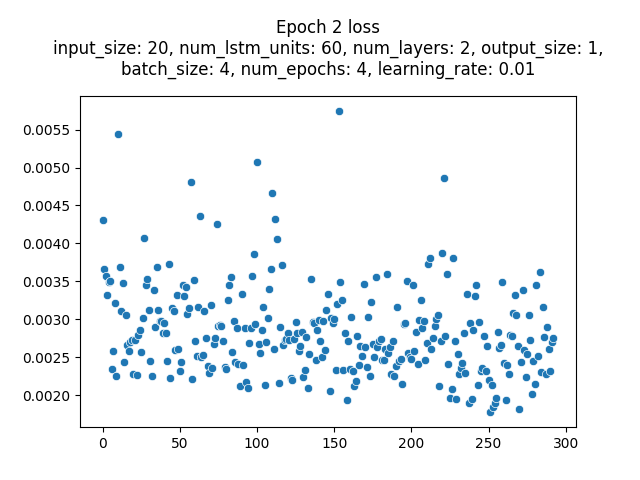 Epoch 2 loss
input_size: 20, num_lstm_units: 60, num_layers: 2, output_size: 1,
batch_size: 4, num_epochs: 4, learning_rate: 0.01
0.0055
0.0050
0.0045
0.0040
0.0035
0.0030
0.0025
0.0020
0 50 100 150 200 250 300